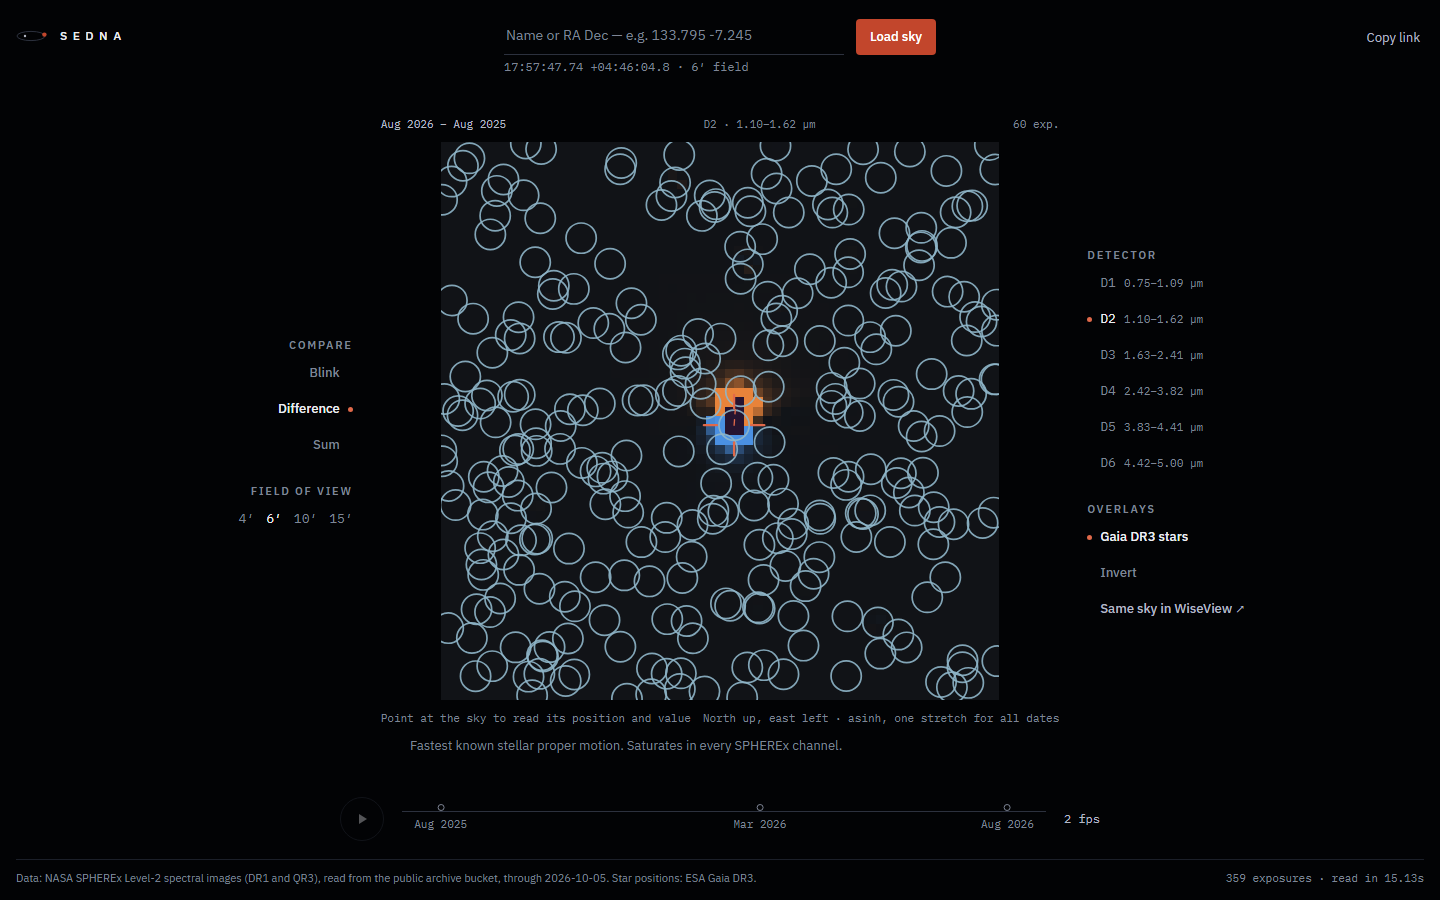 SEDNA
Name or RA Dec — e.g. 133.795 -7.245
Load sky
Copy link
17:57:47.74 +04:46:04.8 · 6′ field
Aug 2026 − Aug 2025
D2 · 1.10–1.62 µm
60 exp.
COMPARE
Blink
Difference
Sum
FIELD OF VIEW
4′ 6′ 10′ 15′
DETECTOR
D1 0.75–1.09 µm
D2 1.10–1.62 µm
D3 1.63–2.41 µm
D4 2.42–3.82 µm
D5 3.83–4.41 µm
D6 4.42–5.00 µm
OVERLAYS
Gaia DR3 stars
Invert
Same sky in WiseView ↗
Point at the sky to read its position and value
North up, east left · asinh, one stretch for all dates
Fastest known stellar proper motion. Saturates in every SPHEREx channel.
Aug 2025
Mar 2026
Aug 2026
2 fps
Data: NASA SPHEREx Level-2 spectral images (DR1 and QR3), read from the public archive bucket, through 2026-10-05. Star positions: ESA Gaia DR3.
359 exposures · read in 15.13s